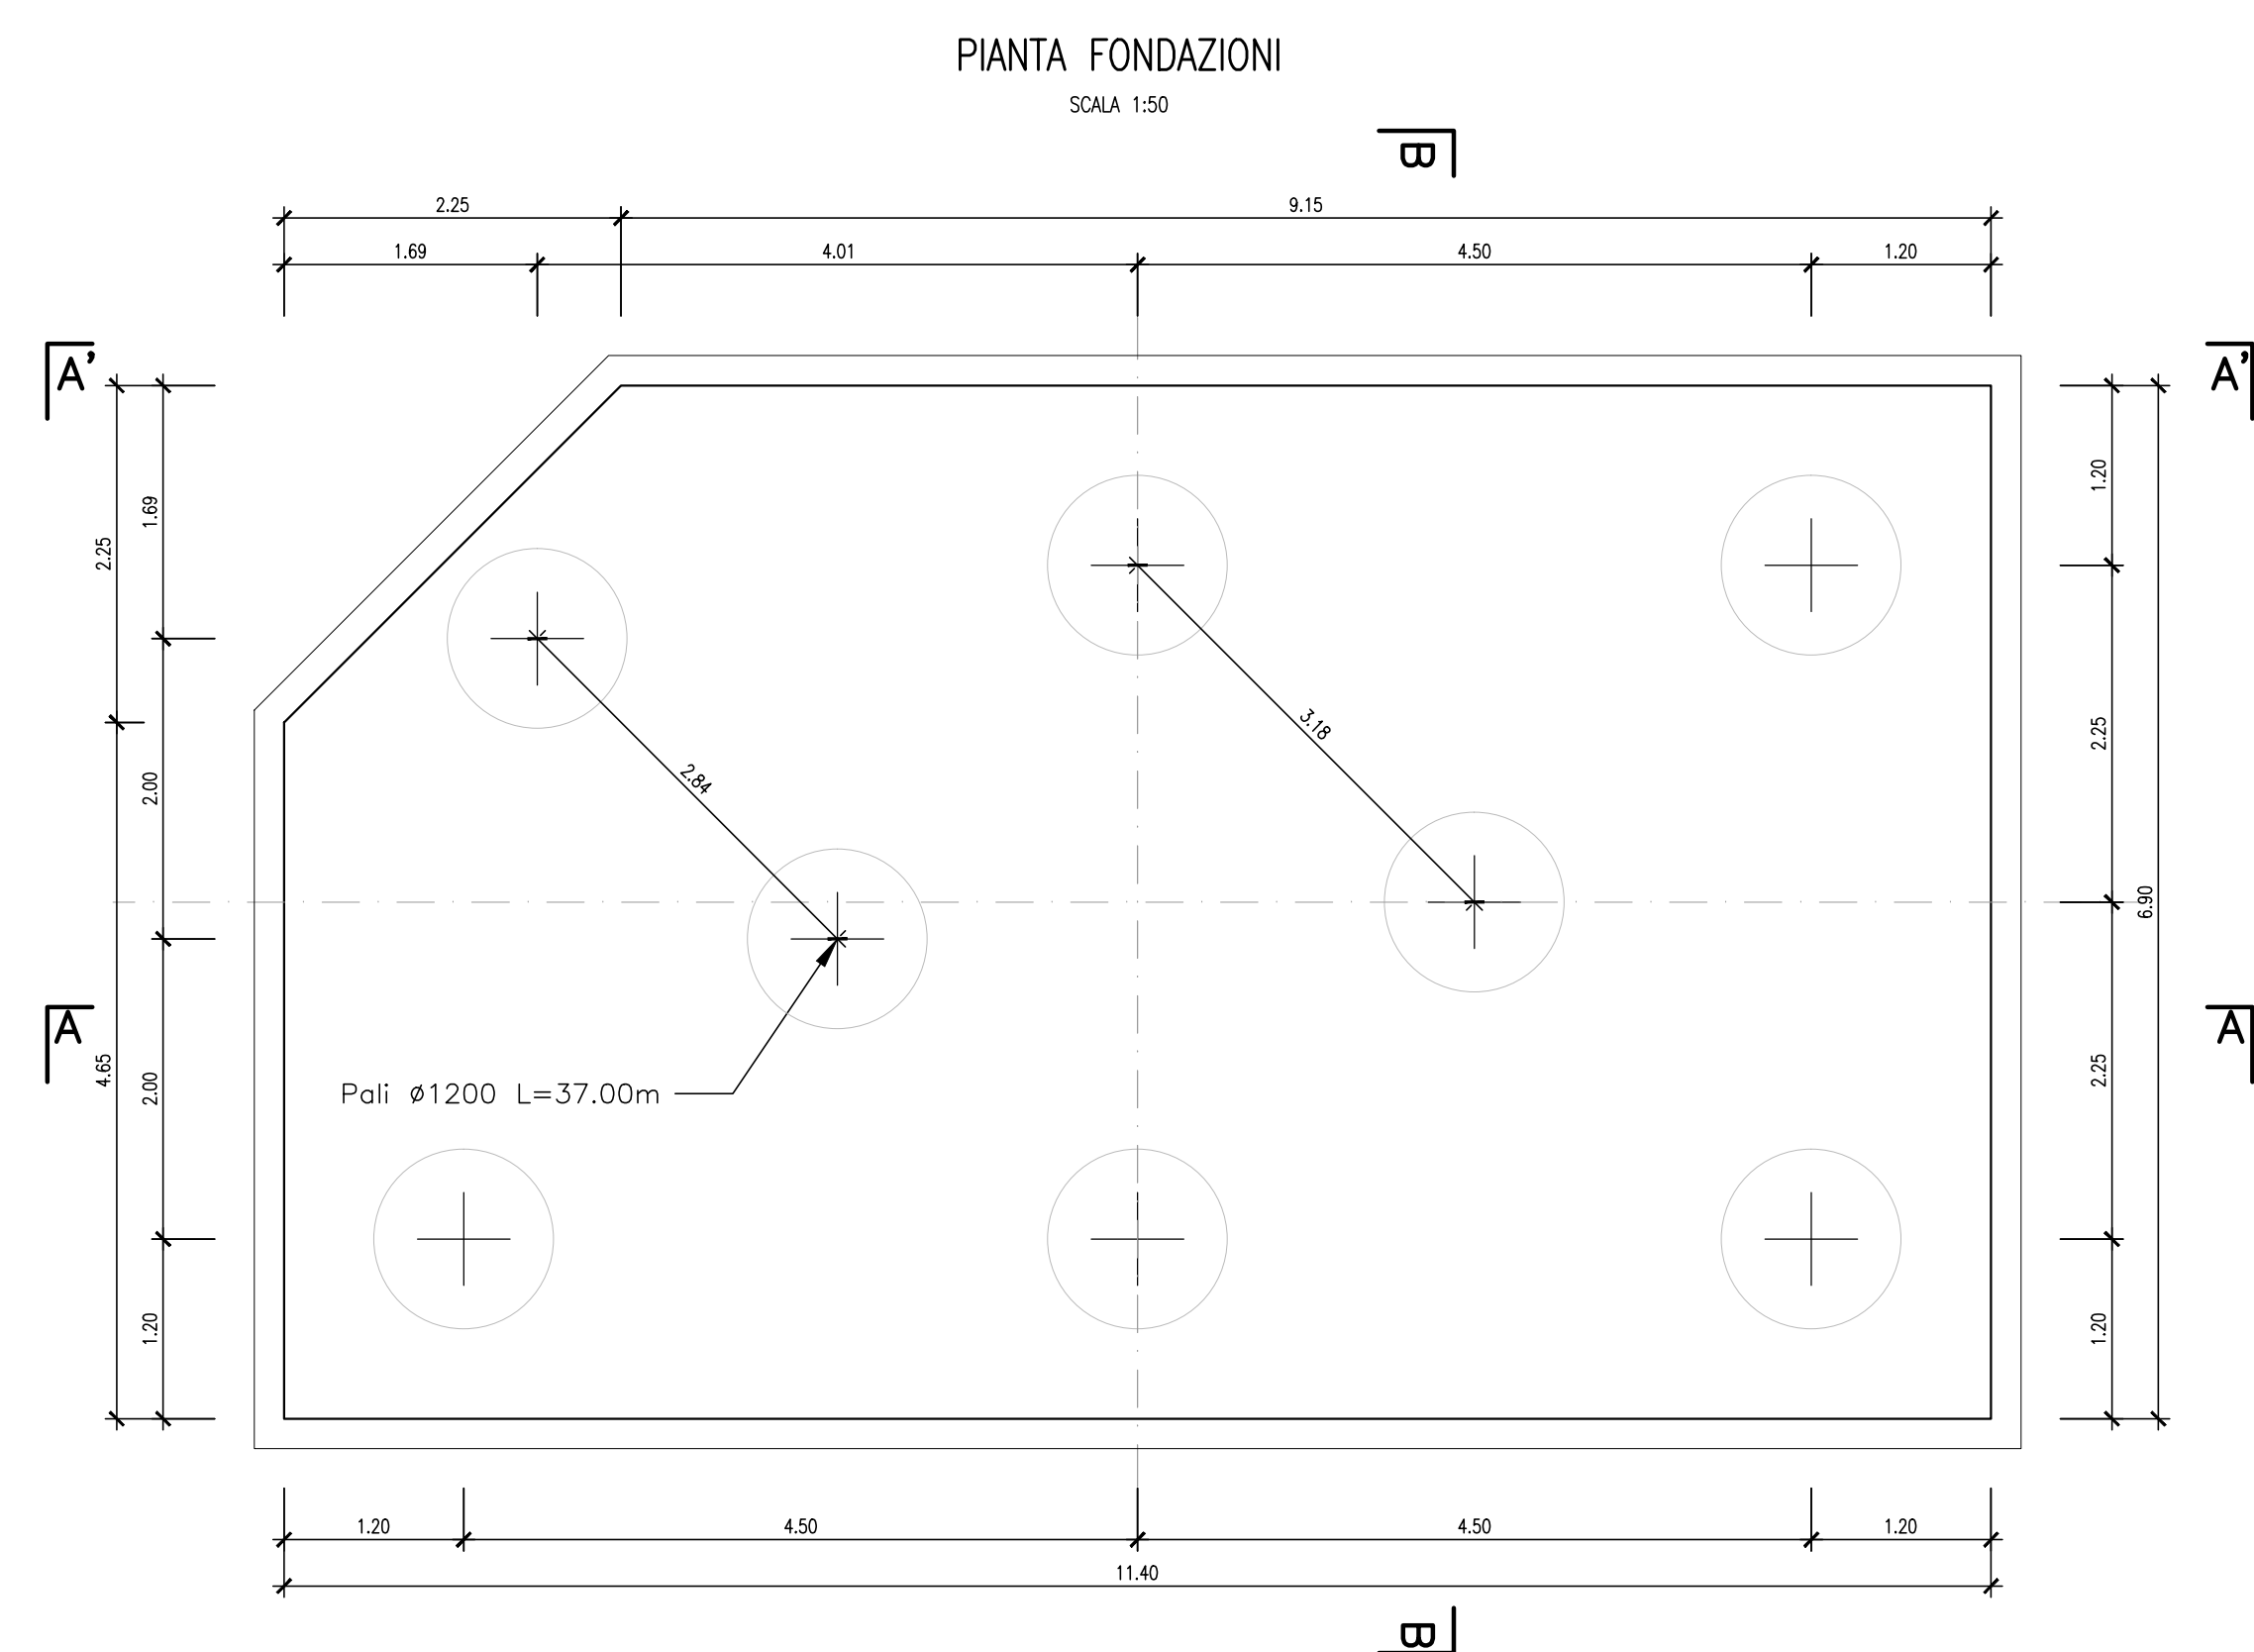 PIANTA FONDAZIONI
SCALA 1:50
B
2.25 9.15
1.69 4.01 4.50 1.20
A' A'
1.69
1.20
2.25
2.25
3.18
2.00
2.84
6.90
A A
4.65
2.00
2.25
Pali ø1200 L=37.00m
1.20
1.20
1.20 4.50 4.50 1.20
11.40
B